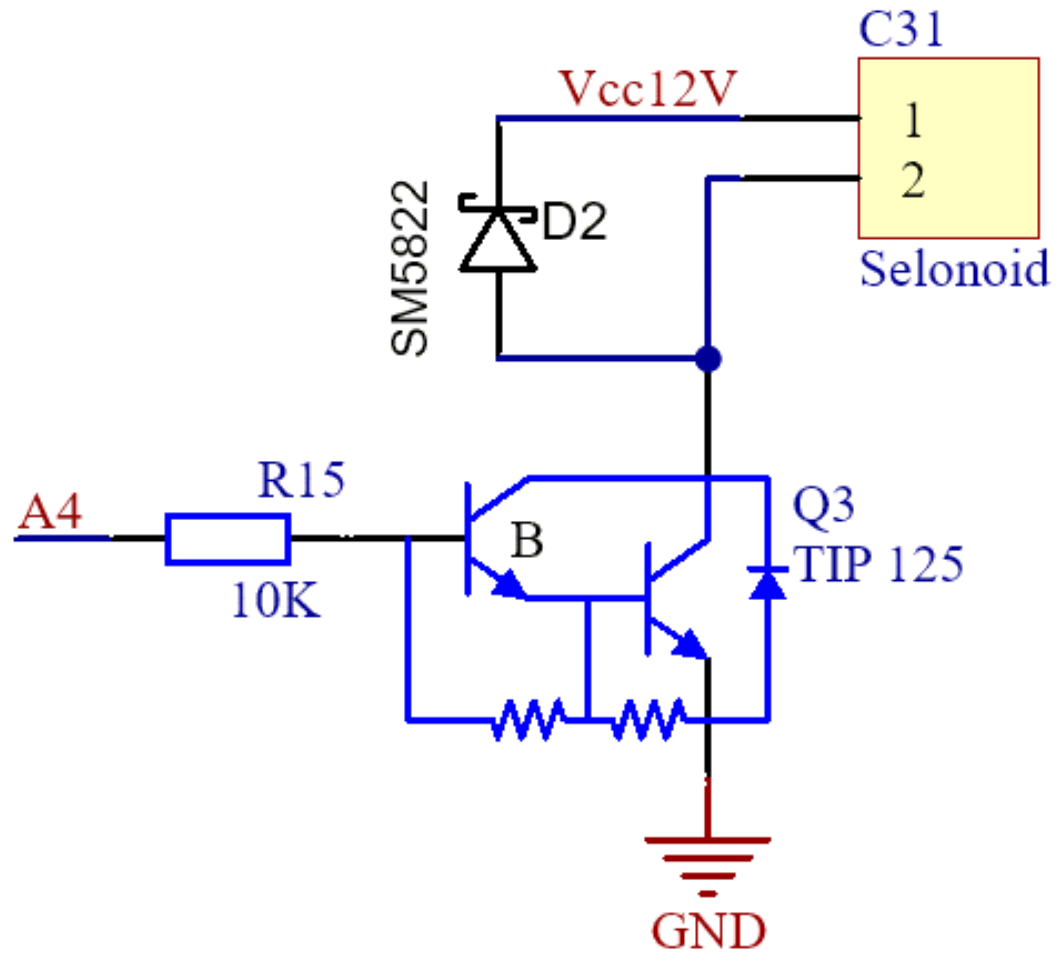 C31
Vcc12V
1
2
SM5822
D2
Selonoid
A4
R15
10K
B
Q3
TIP 125
GND